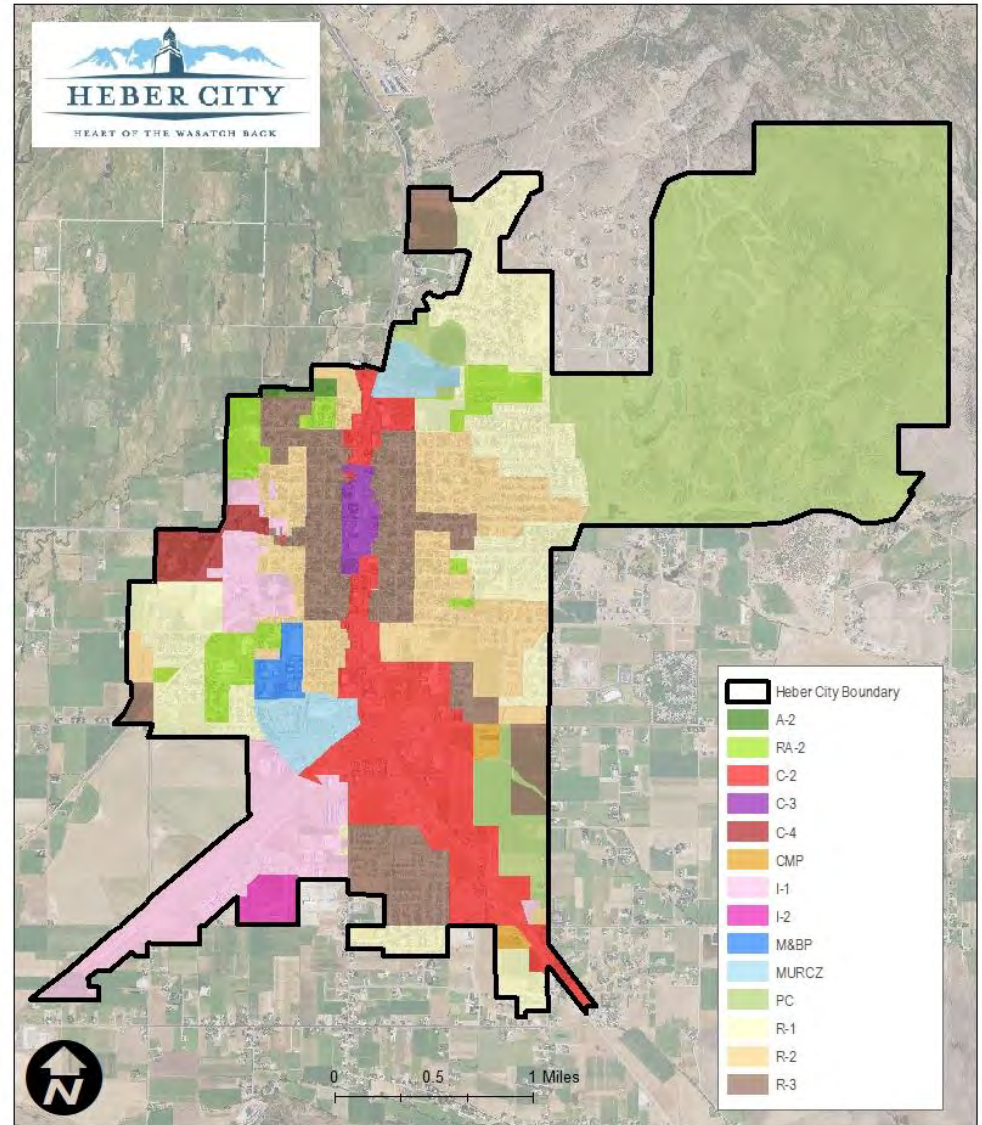 HEBER CITY
HEART OF THE WASATCH BACK
Heber City Boundary
A-2
RA-2
C-2
C-3
C-4
CMP
I-1
I-2
M&BP
MURCZ
PC
R-1
R-2
R-3
N
0 0.5 1 Miles